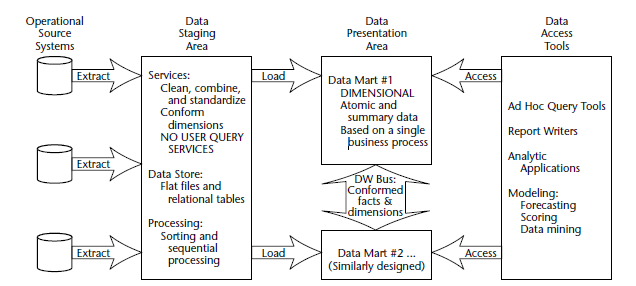 Operational
Source
Systems
Data
Staging
Area
Data
Presentation
Area
Data
Access
Tools
Extract
Extract
Extract
Services:
Clean, combine,
and standardize
Conform
dimensions
NO USER QUERY
SERVICES
Data Store:
Flat files and
relational tables
Processing:
Sorting and
sequential
processing
Load
Load
Data Mart #1
DIMENSIONAL
Atomic and
summary data
Based on a single
business process
DW Bus:
Conformed
facts &
dimensions
Data Mart #2 ...
(Similarly designed)
Access
Access
Ad Hoc Query Tools
Report Writers
Analytic
Applications
Modeling:
Forecasting
Scoring
Data mining